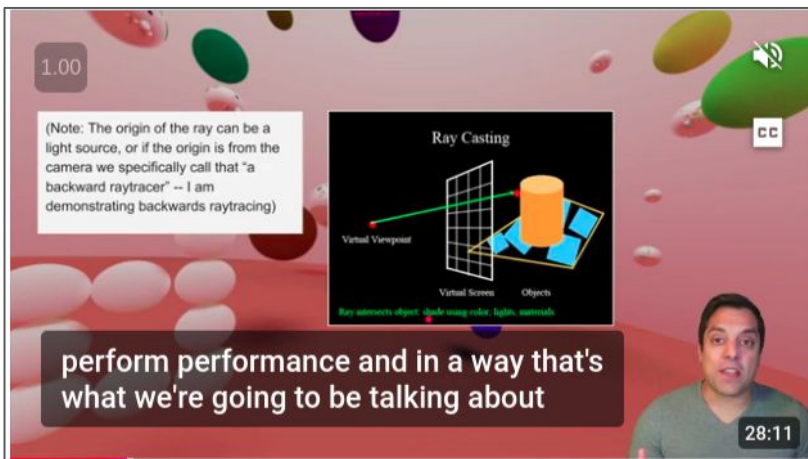 1.00
(Note: The origin of the ray can be a
light source, or if the origin is from the
camera we specifically call that “a
backward raytracer” -- I am
demonstrating backwards raytracing)
Ray Casting
Virtual Viewpoint
Virtual Screen
Objects
Ray intersects object: shade using color, lights, materials
CC
perform performance and in a way that's
what we're going to be talking about
28:11